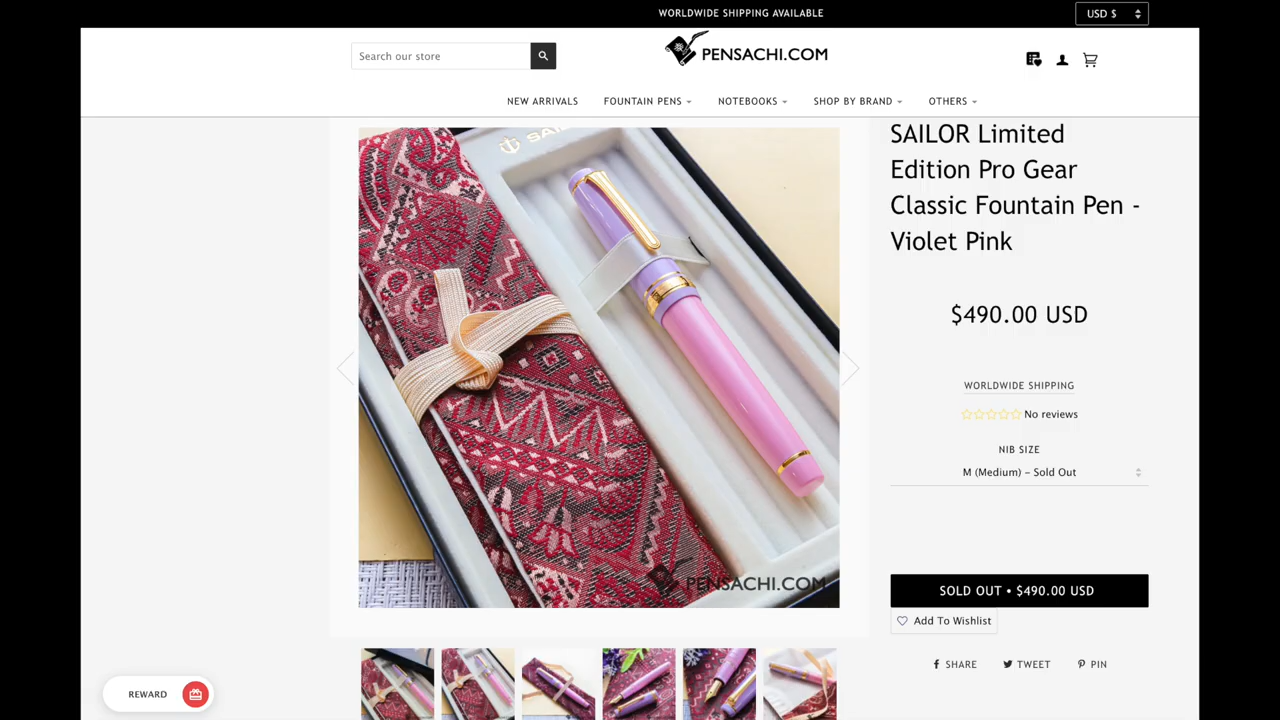 WORLDWIDE SHIPPING AVAILABLE
USD $
Search our store
PENSACHI.COM
NEW ARRIVALS
FOUNTAIN PENS
NOTEBOOKS
SHOP BY BRAND
OTHERS
SAILOR Limited
Edition Pro Gear
Classic Fountain Pen -
Violet Pink
$490.00 USD
WORLDWIDE SHIPPING
No reviews
NIB SIZE
M (Medium) – Sold Out
PENSACHI.COM
SOLD OUT • $490.00 USD
Add To Wishlist
SHARE
TWEET
PIN
REWARD